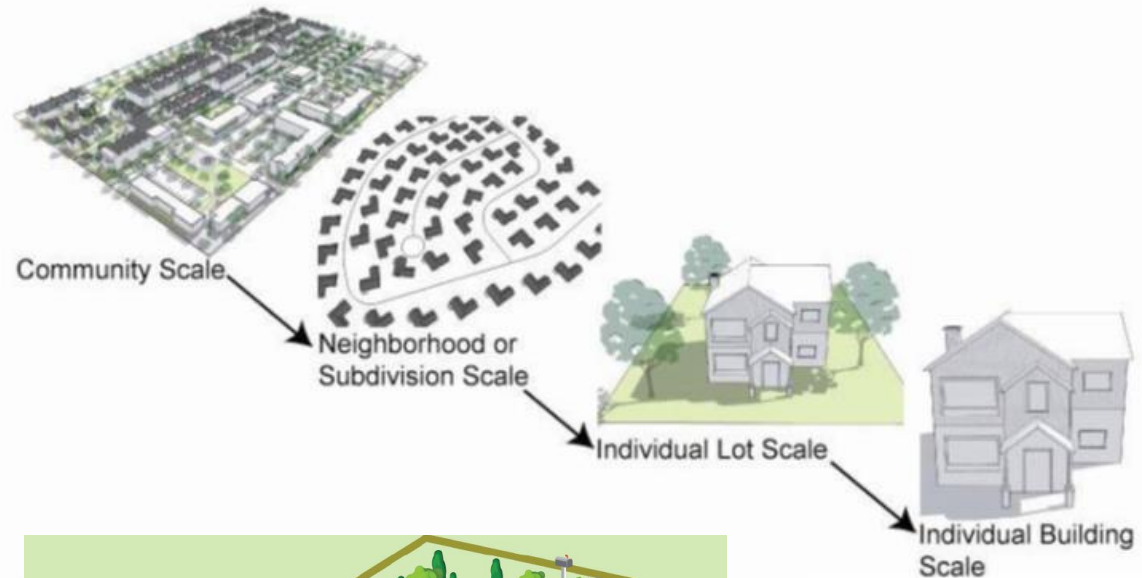 Community Scale
Neighborhood or
Subdivision Scale
Individual Lot Scale
Individual Building
Scale